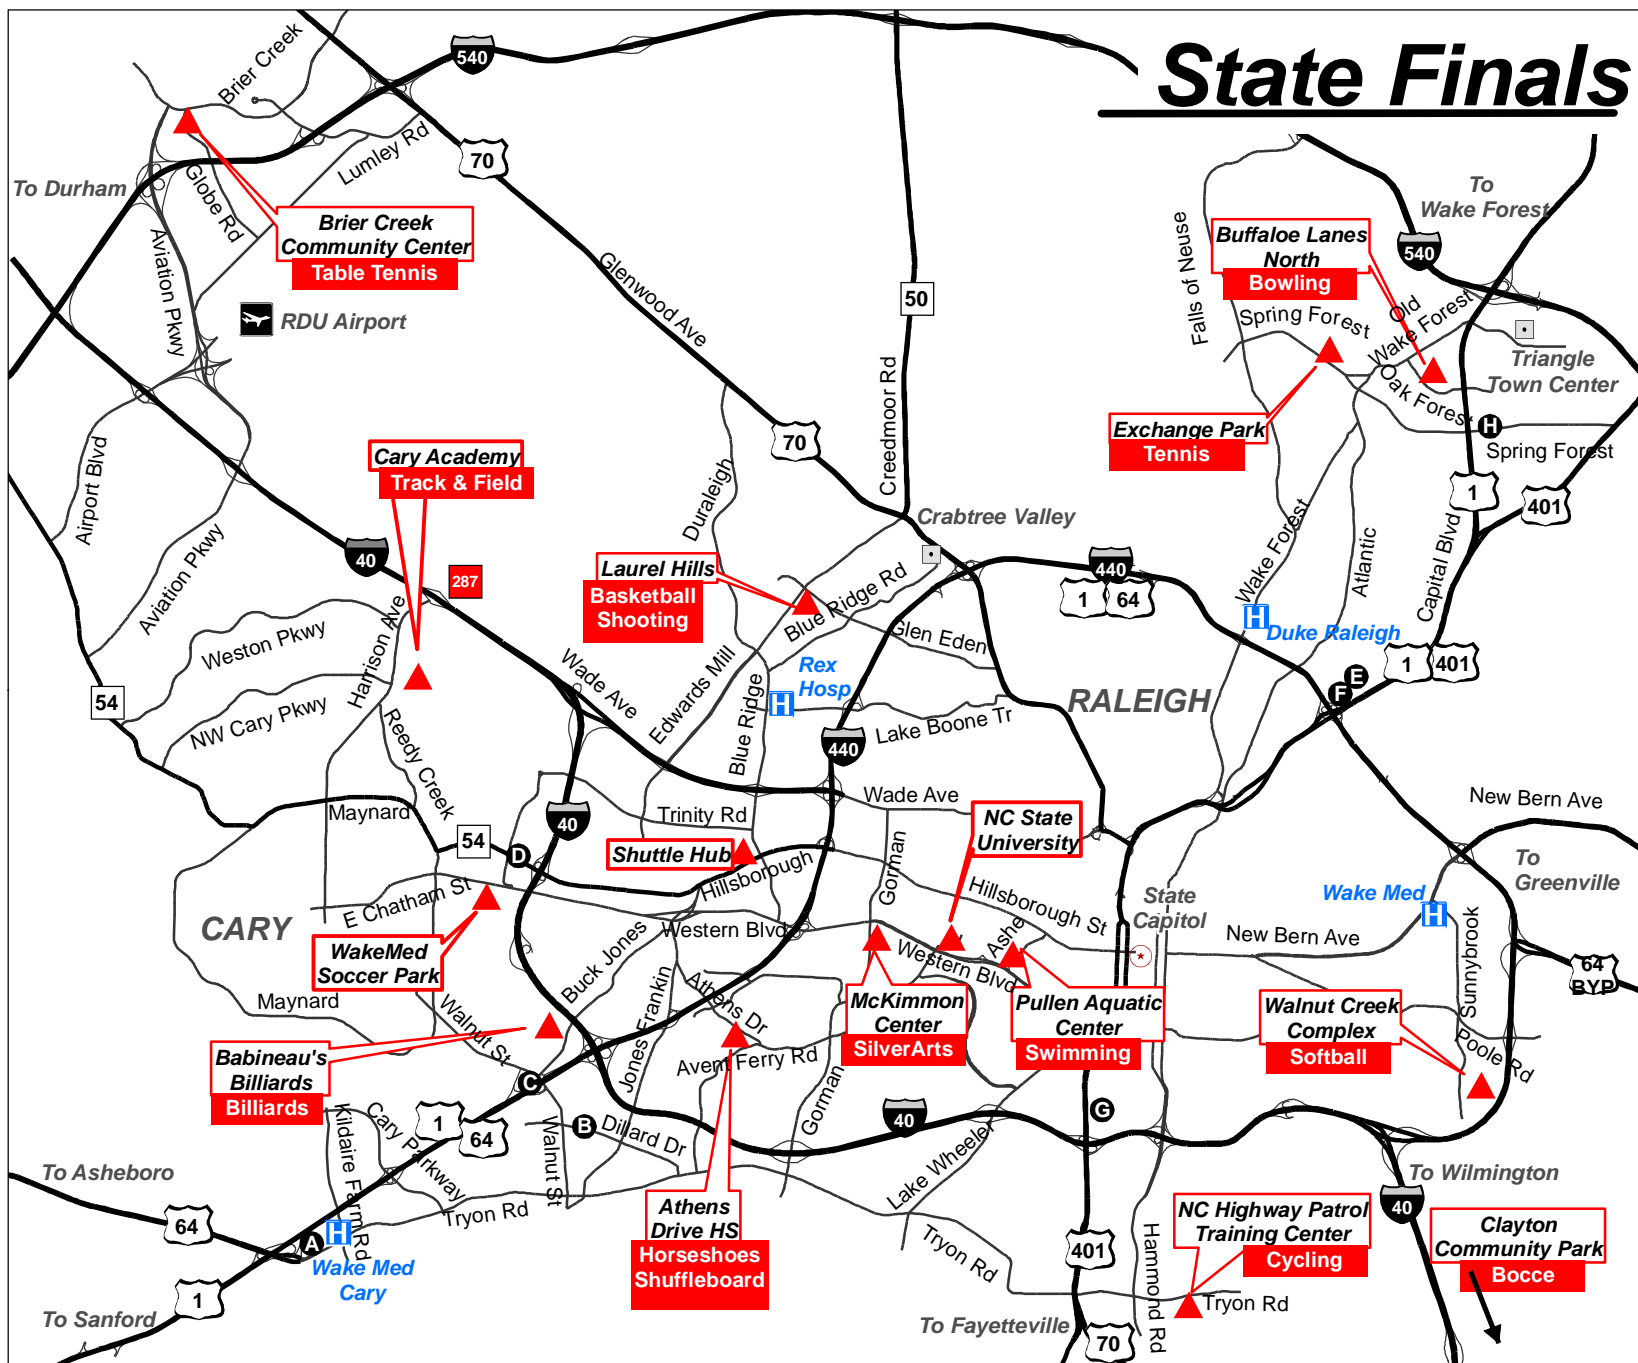 State Finals
Brier Creek
540
Lumley Rd
70
To Durham
Globe Rd
Brier Creek
Community Center
Table Tennis
Aviation Pkwy
RDU Airport
Glenwood Ave
50
Creedmoor Rd
To
Wake Forest
Falls of Neuse
Buffaloe Lanes
North
Bowling
540
Spring Forest
Old
Wake Forest
Triangle
Town Center
Oak Forest
Exchange Park
Tennis
H
Spring Forest
1
401
70
Airport Blvd
Cary Academy
Track & Field
Duraleigh
Crabtree Valley
Aviation Pkwy
40
287
Laurel Hills
Basketball
Shooting
Blue Ridge Rd
440
1
64
Wake Forest
Atlantic
Capital Blvd
H
Duke Raleigh
Weston Pkwy
Harrison Ave
Glen Eden
Wade Ave
Edwards Mill
Rex
Hosp
H
Blue Ridge
1
401
E
F
RALEIGH
54
NW Cary Pkwy
Reedy Creek
Lake Boone Tr
440
Maynard
40
Trinity Rd
Wade Ave
NC State
University
New Bern Ave
54
D
Shuttle Hub
Hillsborough
Gorman
To
Greenville
E Chatham St
Hillsborough St
State
Capitol
Wake Med
H
CARY
WakeMed
Soccer Park
Western Blvd
Ashe
New Bern Ave
Buck Jones
Western Blvd
Sunnybrook
64
BYP
Maynard
Walnut St
Jones Frankin
Athens Dr
McKimmon
Center
SilverArts
Pullen Aquatic
Center
Swimming
Walnut Creek
Complex
Softball
Poole Rd
Babineau's
Billiards
Billiards
Avent Ferry Rd
C
1
64
Kildaire Farm Rd
Cary Parkway
Walnut St
B
Dillard Dr
Gorman
40
G
Lake Wheeler
To Asheboro
64
Tryon Rd
Athens
Drive HS
Horseshoes
Shuffleboard
To Wilmington
40
NC Highway Patrol
Training Center
Cycling
Clayton
Community Park
Bocce
A
H
Wake Med
Cary
1
To Sanford
Tryon Rd
401
Hammond Rd
Tryon Rd
To Fayetteville
70